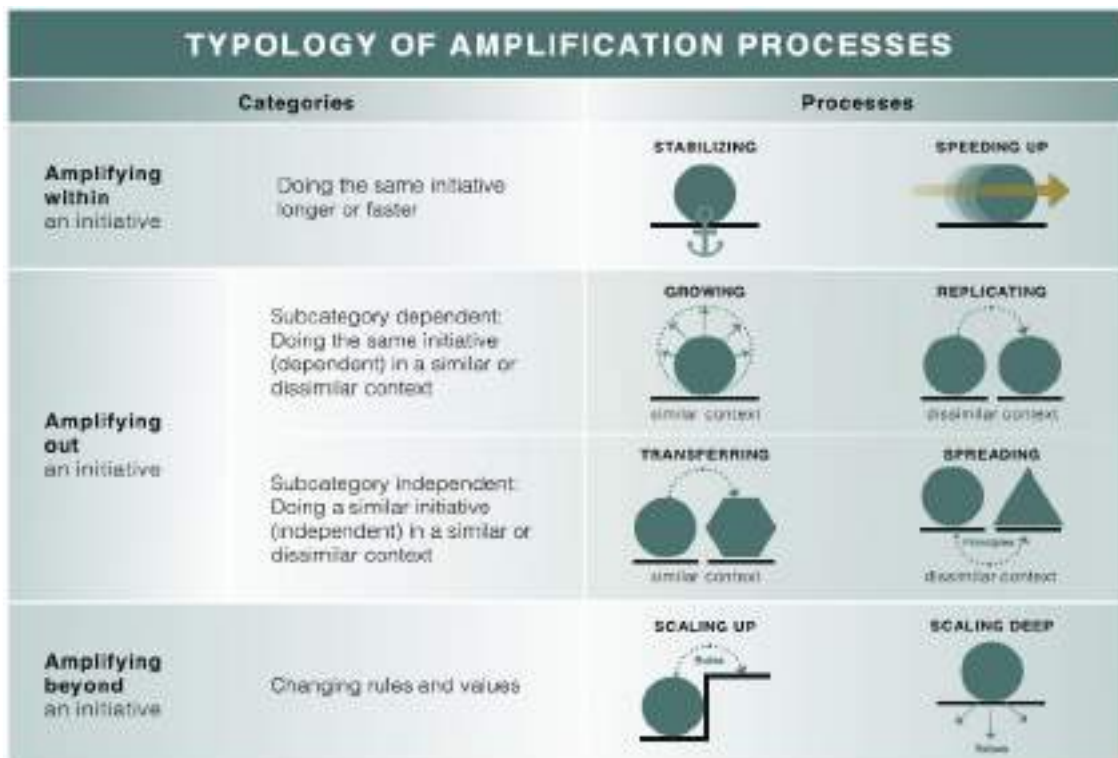 TYPOLOGY OF AMPLIFICATION PROCESSES
Categories
Processes
Amplifying
within
an initiative
Doing the same initiative
longer or faster
STABILIZING
SPEEDING UP
Amplifying
out
an initiative
Subcategory dependent:
Doing the same initiative
(dependent) in a similar or
dissimilar context
GROWING
similar context
REPLICATING
dissimilar context
Subcategory independent:
Doing a similar initiative
(independent) in a similar or
dissimilar context
TRANSFERRING
similar context
SPREADING
Principles
dissimilar context
Amplifying
beyond
an initiative
Changing rules and values
SCALING UP
Rules
SCALING DEEP
Values